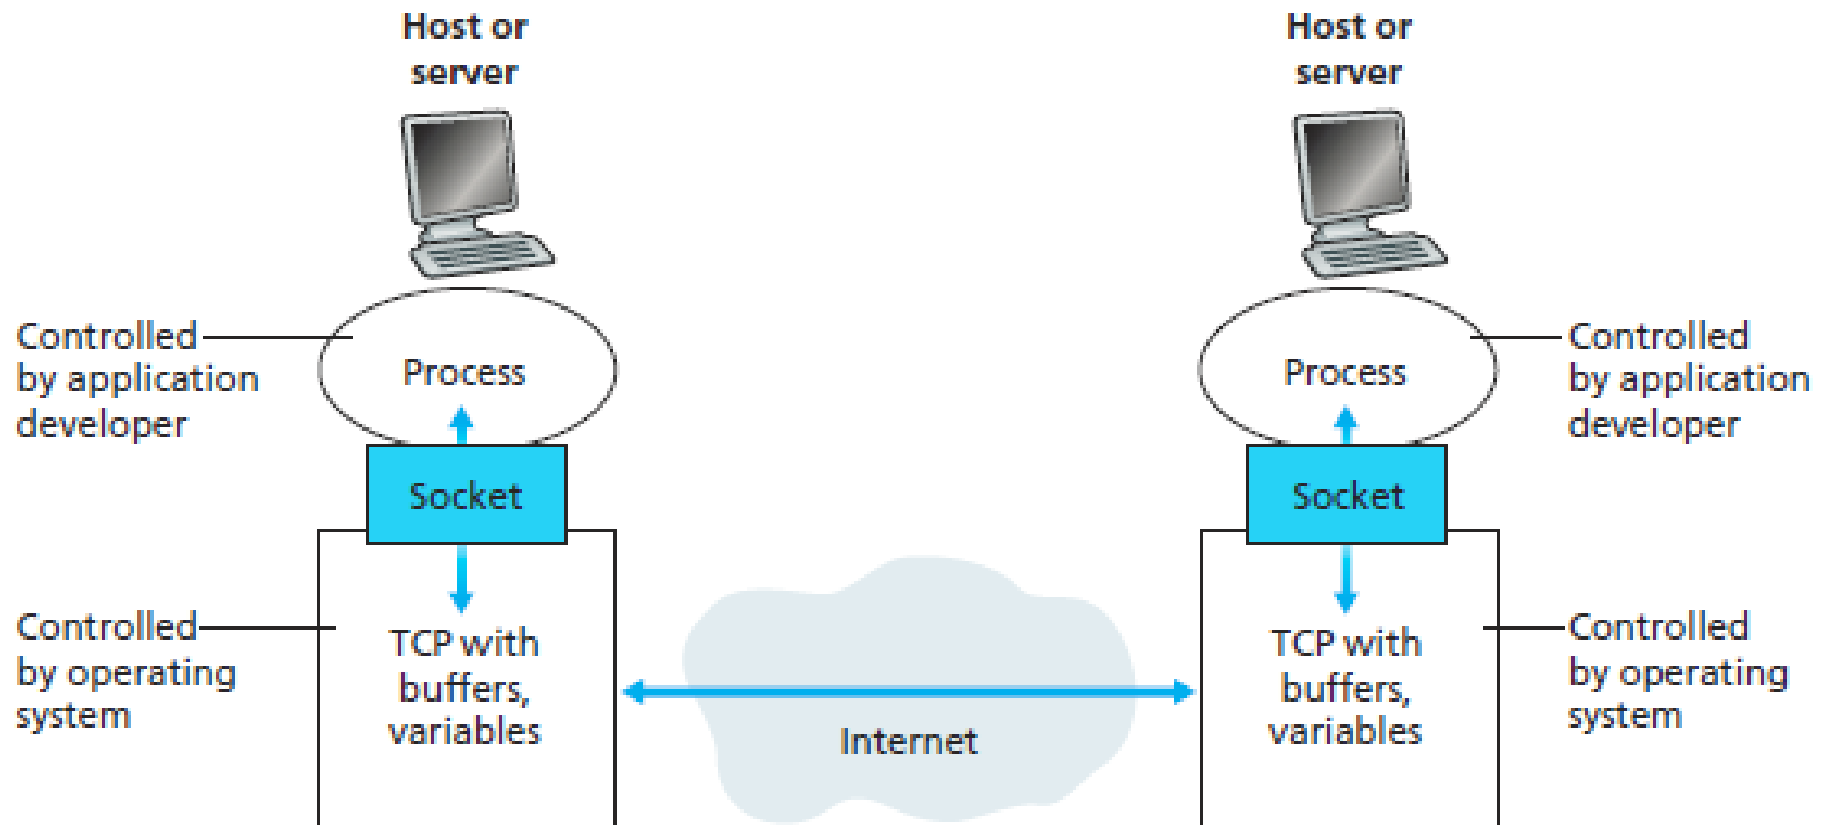 Host or
server
Host or
server
Controlled
by application
developer
Process
Process
Controlled
by application
developer
Socket
Socket
Controlled
by operating
system
TCP with
buffers,
variables
Internet
TCP with
buffers,
variables
Controlled
by operating
system